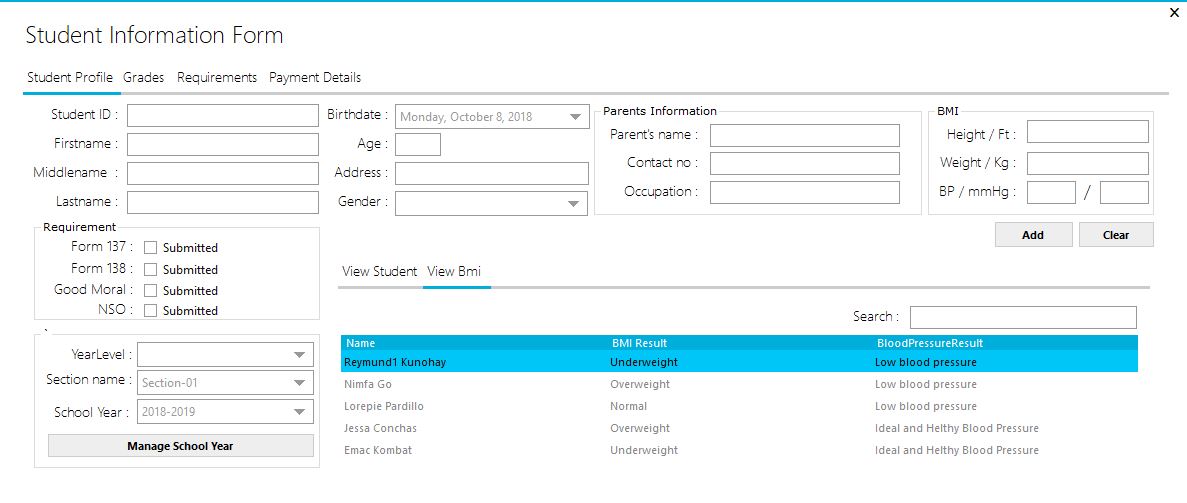 ×
Student Information Form
Student Profile Grades Requirements Payment Details
Student ID :
Firstname :
Middlename :
Lastname :
Birthdate : Monday, October 8, 2018
Age :
Address :
Gender :
Parents Information
Parent's name :
Contact no :
Occupation :
BMI
Height / Ft :
Weight / Kg :
BP / mmHg : /
Add Clear
Requirement
Form 137 : Submitted
Form 138 : Submitted
Good Moral : Submitted
NSO : Submitted
`
YearLevel :
Section name : Section-01
School Year : 2018-2019
Manage School Year
View Student View Bmi
Search :
Name BMI Result BloodPressureResult
Reymund1 Kunohay Underweight Low blood pressure
Nimfa Go Overweight Low blood pressure
Lorepie Pardillo Normal Low blood pressure
Jessa Conchas Overweight Ideal and Helthy Blood Pressure
Emac Kombat Underweight Ideal and Helthy Blood Pressure